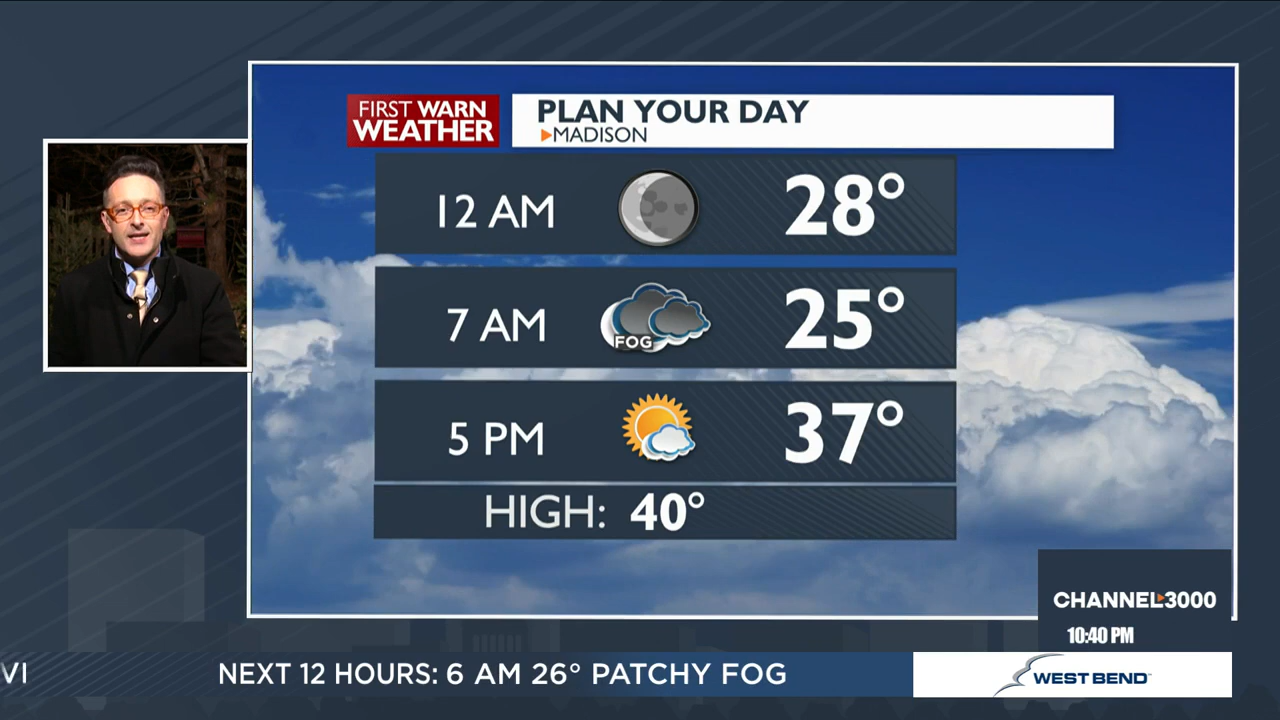 FIRST WARN
WEATHER
PLAN YOUR DAY
MADISON
12 AM 28°
7 AM FOG 25°
5 PM 37°
HIGH: 40°
CHANNEL3000
10:40 PM
VI
NEXT 12 HOURS: 6 AM 26° PATCHY FOG
WEST BEND